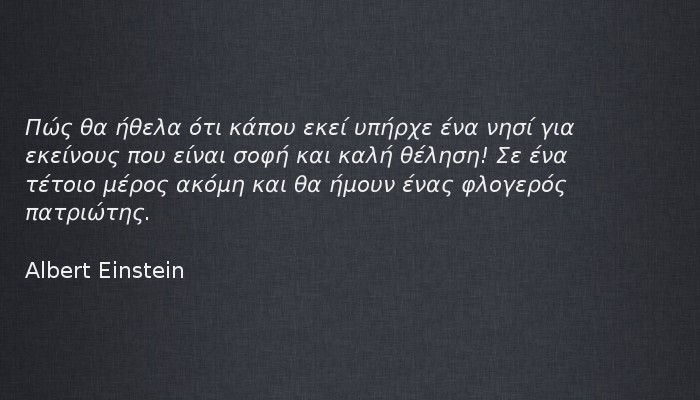 Πώς θα ήθελα ότι κάπου εκεί υπήρχε ένα νησί για
εκείνους που είναι σοφή και καλή θέληση! Σε ένα
τέτοιο μέρος ακόμη και θα ήμουν ένας φλογερός
πατριώτης.
Albert Einstein